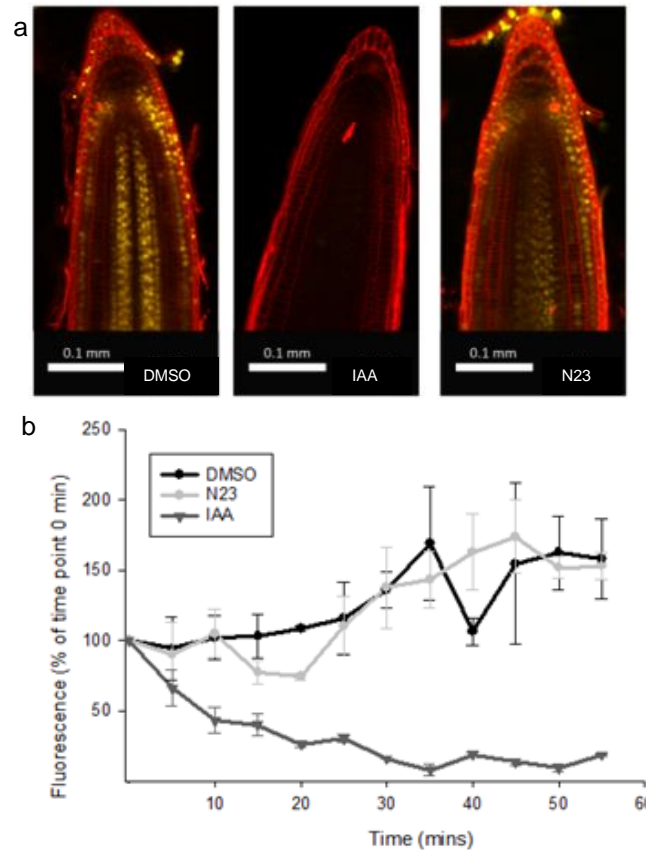 a
0.1 mm 0.1 mm 0.1 mm
DMSO IAA N23
b
250
200
150
100
50
DMSO
N23
IAA
Fluorescence (% of time point 0 min)
10 20 30 40 50 60
Time (mins)